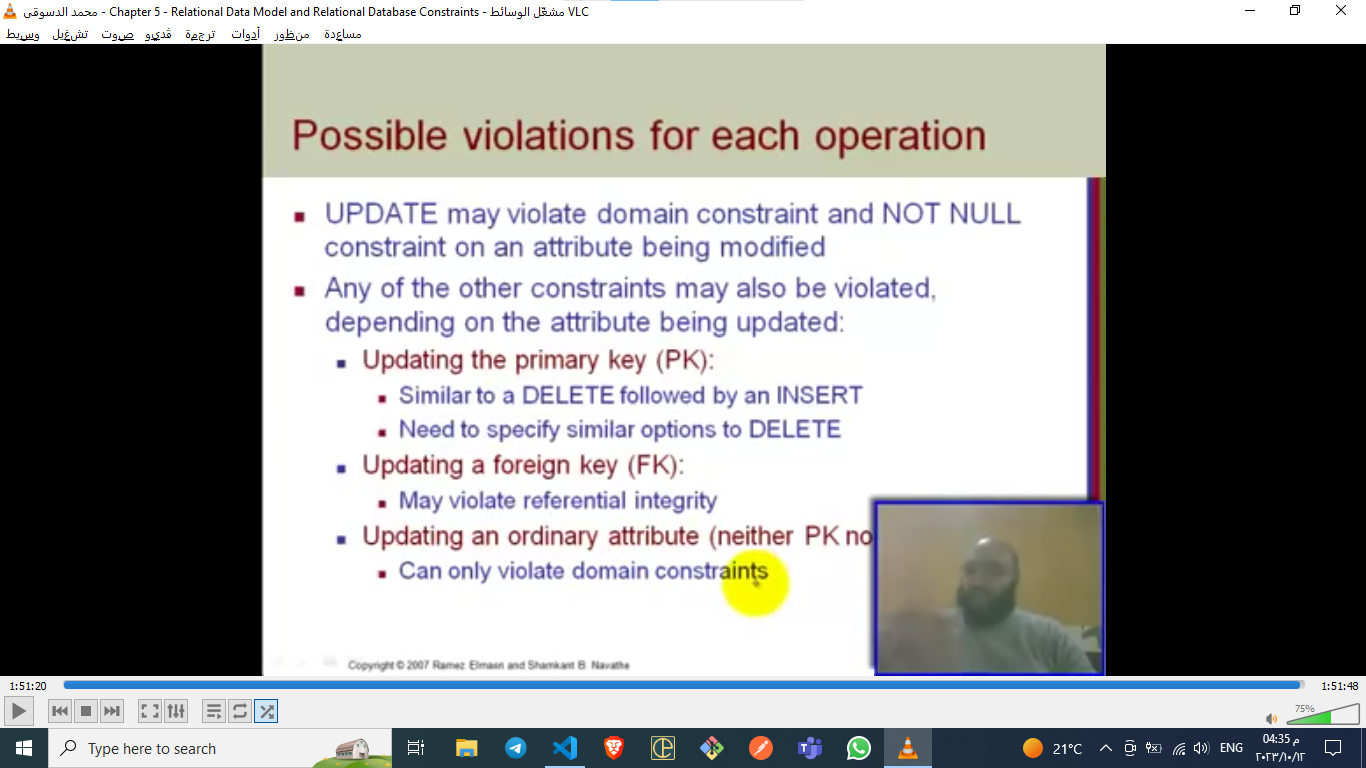 محمد الدسوقى - Chapter 5 - Relational Data Model and Relational Database Constraints - مشغّل الوسائط VLC
وسيط تشغيل صوت ڤديو ترجمة أدوات منظور مساعدة
Possible violations for each operation
UPDATE may violate domain constraint and NOT NULL
constraint on an attribute being modified
Any of the other constraints may also be violated,
depending on the attribute being updated:
Updating the primary key (PK):
Similar to a DELETE followed by an INSERT
Need to specify similar options to DELETE
Updating a foreign key (FK):
May violate referential integrity
Updating an ordinary attribute (neither PK no
Can only violate domain constraints
Copyright © 2007 Ramez Elmasri and Shamkant B. Navathe
1:51:20
1:51:48
75%
Type here to search
21°C
ENG
04:35 م
٢٠٢٣/١٠/١٢